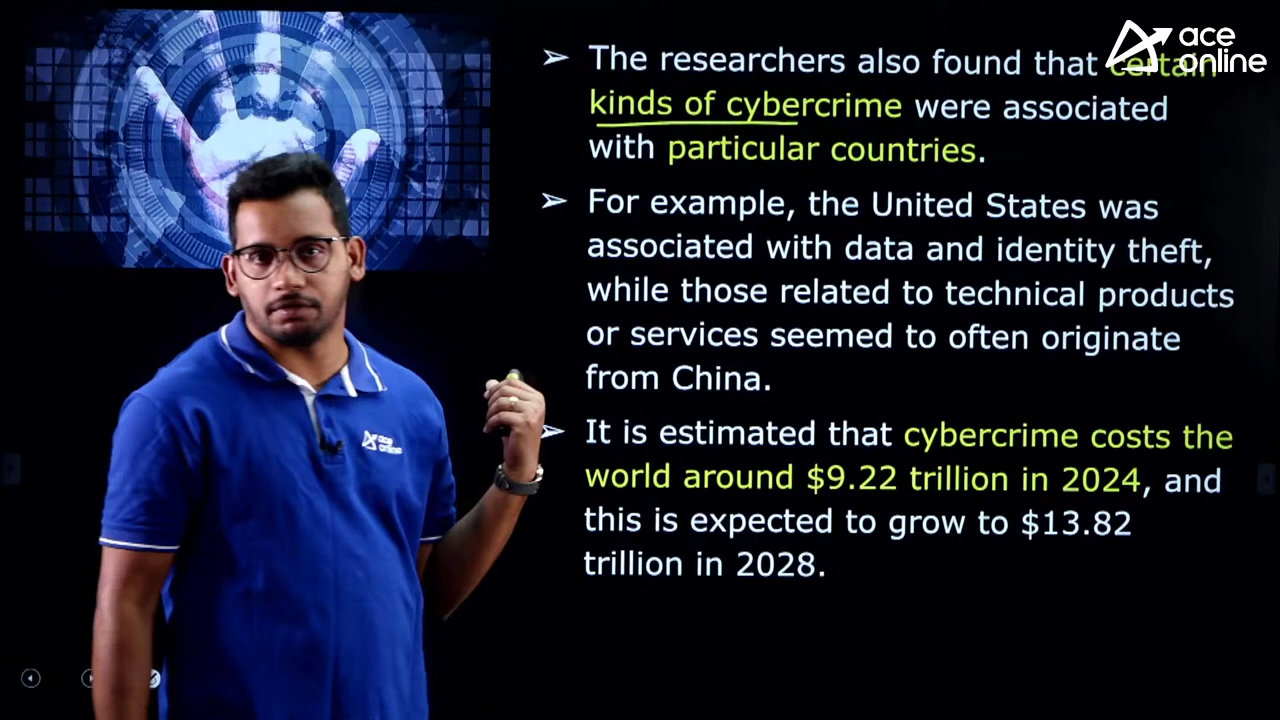 ace
online
➢ The researchers also found that certain
kinds of cybercrime were associated
with particular countries.
➢ For example, the United States was
associated with data and identity theft,
while those related to technical products
or services seemed to often originate
from China.
➢ It is estimated that cybercrime costs the
world around $9.22 trillion in 2024, and
this is expected to grow to $13.82
trillion in 2028.
ace
online